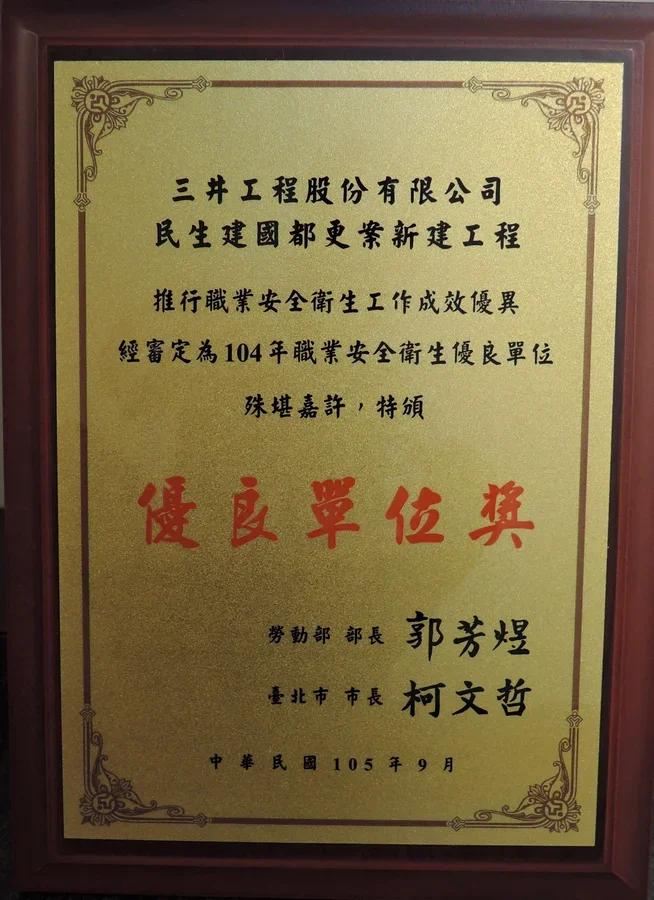 三井工程股份有限公司
民生建國都更案新建工程
推行職業安全衛生工作成效優異
經審定為104年職業安全衛生優良單位
殊堪嘉許，特頒
優良單位獎
勞動部 部長 郭芳煜
臺北市 市長 柯文哲
中華民國105年9月